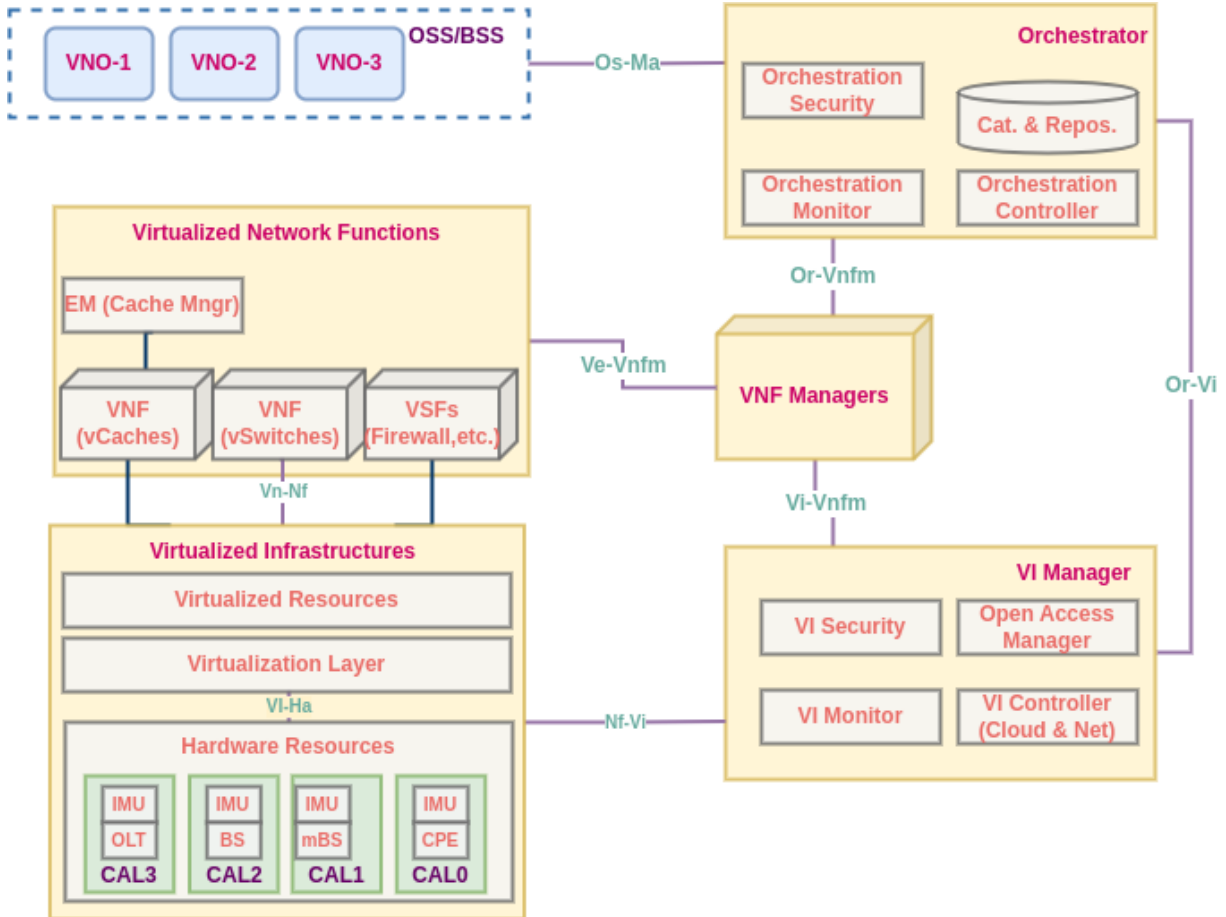 OSS/BSS
VNO-1
VNO-2
VNO-3
Os-Ma
Orchestrator
Orchestration
Security
Cat. & Repos.
Orchestration
Monitor
Orchestration
Controller
Or-Vnfm
Or-Vi
Virtualized Network Functions
EM (Cache Mngr)
VNF
(vCaches)
VNF
(vSwitches)
VSFs
(Firewall,etc.)
Ve-Vnfm
VNF Managers
Vn-Nf
Vi-Vnfm
Virtualized Infrastructures
Virtualized Resources
Virtualization Layer
VI-Ha
Hardware Resources
IMU
OLT
CAL3
IMU
BS
CAL2
IMU
mBS
CAL1
IMU
CPE
CAL0
Nf-Vi
VI Manager
VI Security
Open Access
Manager
VI Monitor
VI Controller
(Cloud & Net)